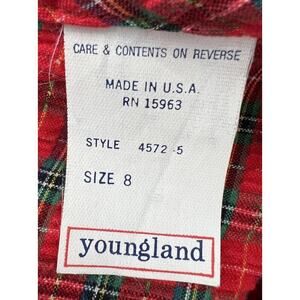 CARE & CONTENTS ON REVERSE
MADE IN U.S.A.
RN 15963
STYLE 4572-5
SIZE 8
youngland